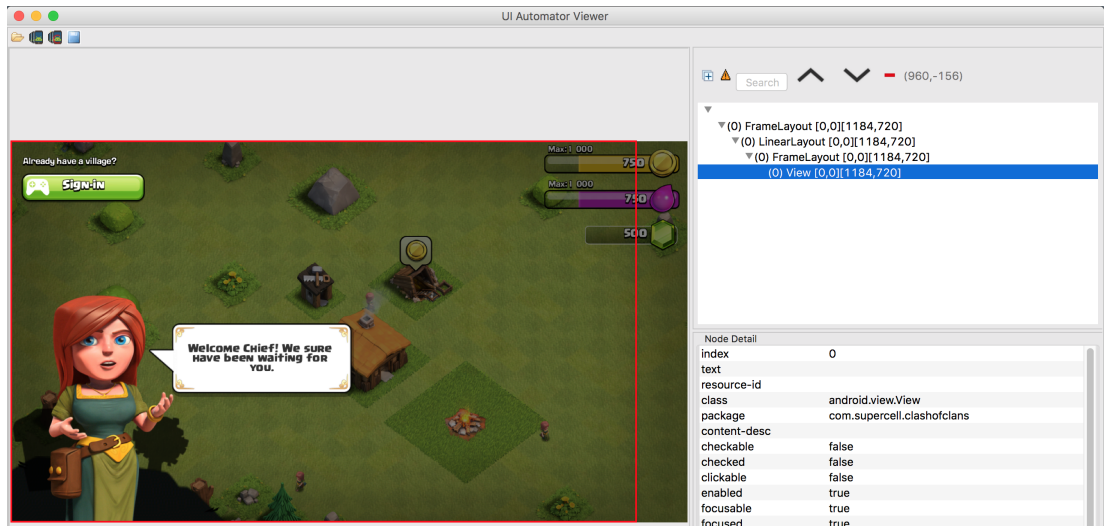 UI Automator Viewer
Search
(960,-156)
(0) FrameLayout [0,0][1184,720]
(0) LinearLayout [0,0][1184,720]
(0) FrameLayout [0,0][1184,720]
(0) View [0,0][1184,720]
Already have a village?
Sign-in
Max: 1 000
750
Max: 1 000
750
500
Welcome Chief! We sure
have been waiting for
you.
Node Detail
index 0
text
resource-id
class android.view.View
package com.supercell.clashofclans
content-desc
checkable false
checked false
clickable false
enabled true
focusable true
focused true